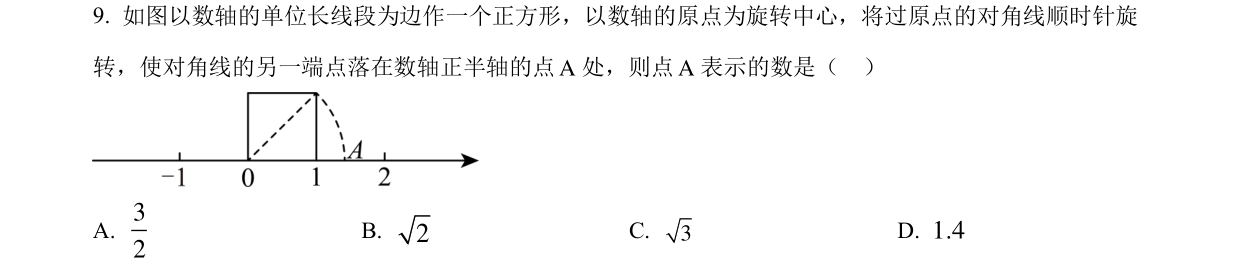 9. 如图以数轴的单位长线段为边作一个正方形，以数轴的原点为旋转中心，将过原点的对角线顺时针旋
转，使对角线的另一端点落在数轴正半轴的点 A 处，则点 A 表示的数是（    ）
A
−1 0 1 2
A. 3/2 B. √2 C. √3 D. 1.4